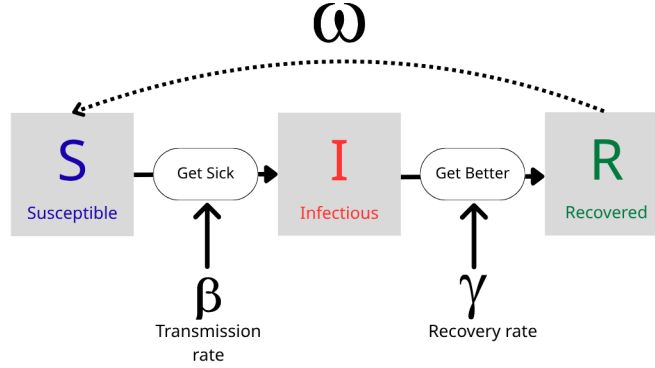 ω
S
Get Sick
I
Get Better
R
Susceptible
Infectious
Recovered
β
γ
Transmission
rate
Recovery rate